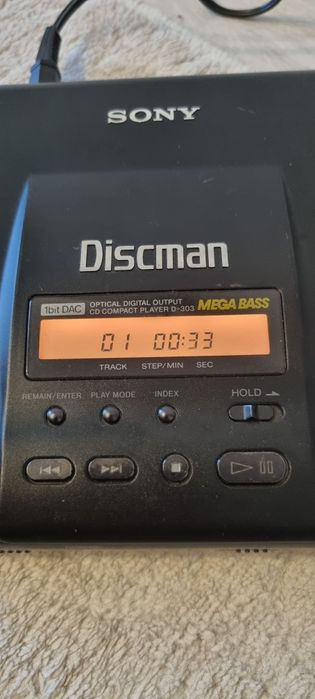 SONY
Discman
1bit DAC OPTICAL DIGITAL OUTPUT
CD COMPACT PLAYER D-303 MEGA BASS
01 00:33
TRACK STEP/MIN SEC
REMAIN/ENTER PLAY MODE INDEX HOLD